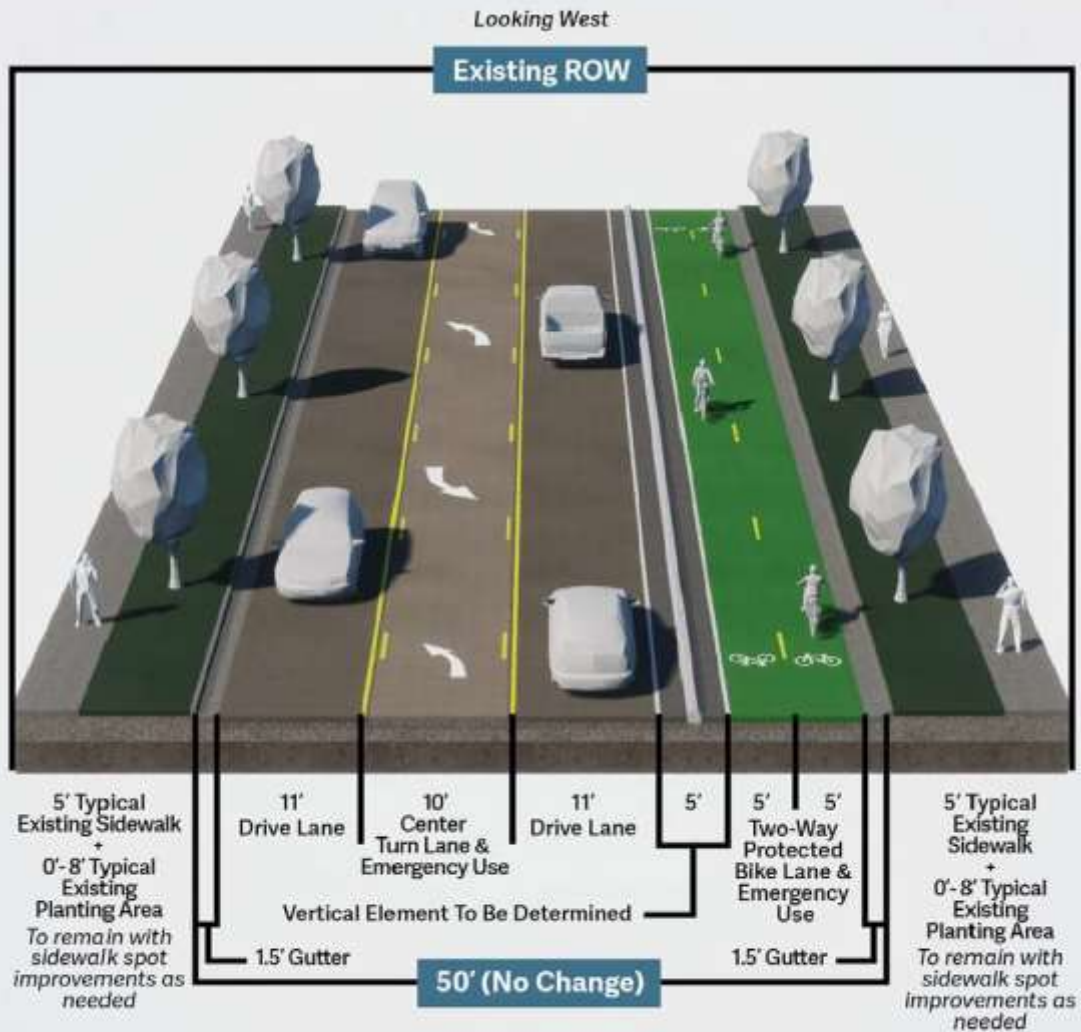 Looking West
Existing ROW
5' Typical
Existing Sidewalk
+
0'-8' Typical
Existing
Planting Area
To remain with
sidewalk spot
improvements as
needed
11'
Drive Lane
10'
Center
Turn Lane &
Emergency Use
11'
Drive Lane
5'
5' 5'
Two-Way
Protected
Bike Lane &
Emergency
Use
5' Typical
Existing
Sidewalk
+
0'-8' Typical
Existing
Planting Area
To remain with
sidewalk spot
improvements as
needed
Vertical Element To Be Determined
1.5' Gutter
1.5' Gutter
50' (No Change)